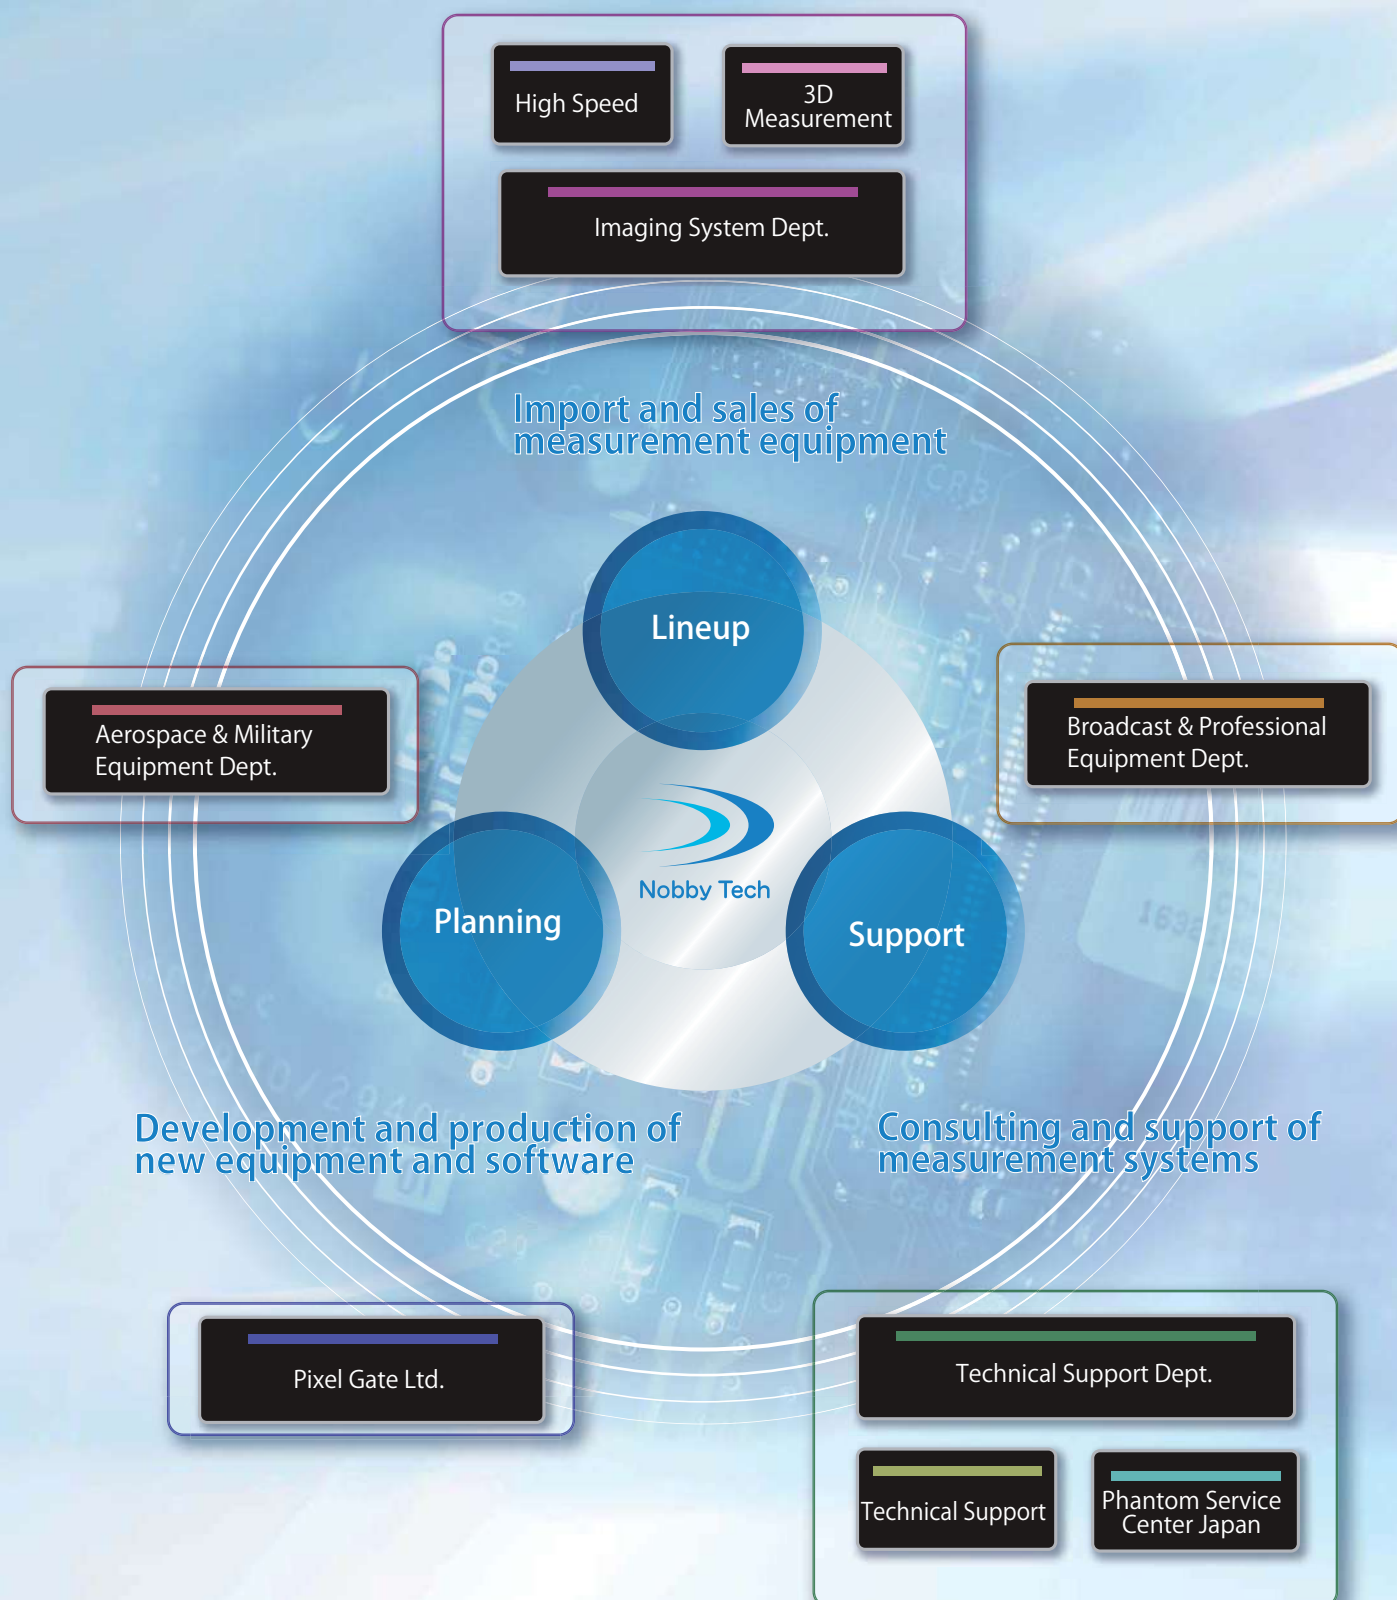 High Speed
3D
Measurement
Imaging System Dept.
Import and sales of
measurement equipment
CR3
Lineup
Aerospace & Military
Equipment Dept.
Broadcast & Professional
Equipment Dept.
Nobby Tech
Planning
Support
Development and production of
new equipment and software
Consulting and support of
measurement systems
Pixel Gate Ltd.
Technical Support Dept.
Technical Support
Phantom Service
Center Japan